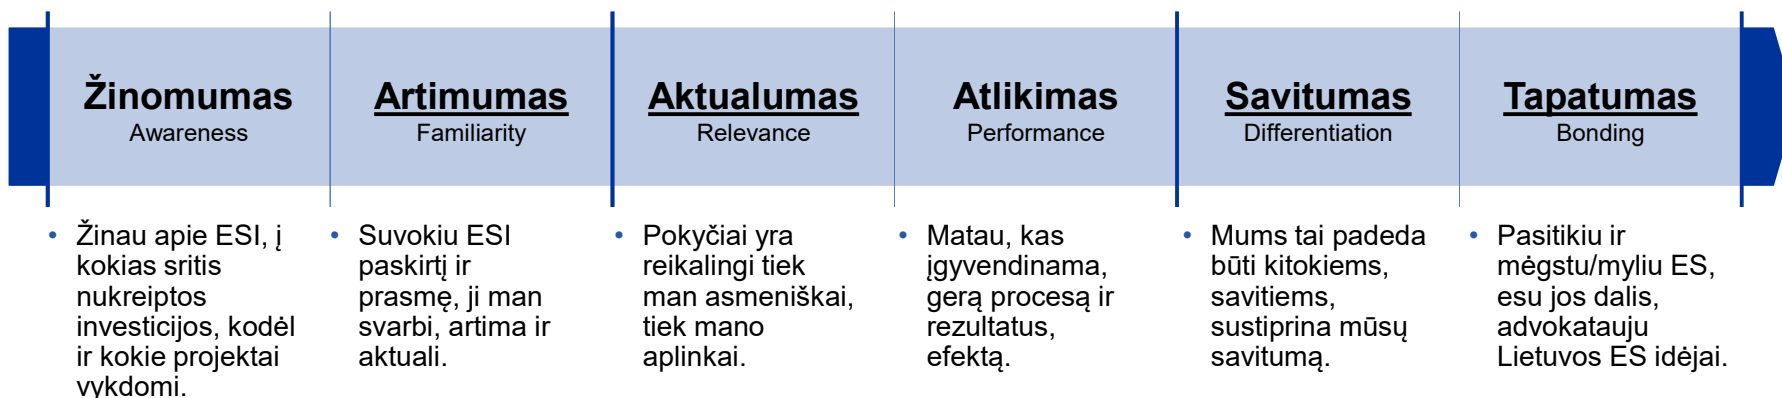 Žinomumas
Awareness
Artimumas
Familiarity
Aktualumas
Relevance
Atlikimas
Performance
Savitumas
Differentiation
Tapatumas
Bonding
• Žinau apie ESI, į
kokias sritis
nukreiptos
investicijos, kodėl
ir kokie projektai
vykdomi.
• Suvokiu ESI
paskirtį ir
prasmę, ji man
svarbi, artima ir
aktuali.
• Pokyčiai yra
reikalingi tiek
man asmeniškai,
tiek mano
aplinkai.
• Matau, kas
įgyvendinama,
gerą procesą ir
rezultatus,
efektą.
• Mums tai padeda
būti kitokiems,
savitiems,
sustiprina mūsų
savitumą.
• Pasitikiu ir
mėgstu/myliu ES,
esu jos dalis,
advokatauju
Lietuvos ES idėjai.